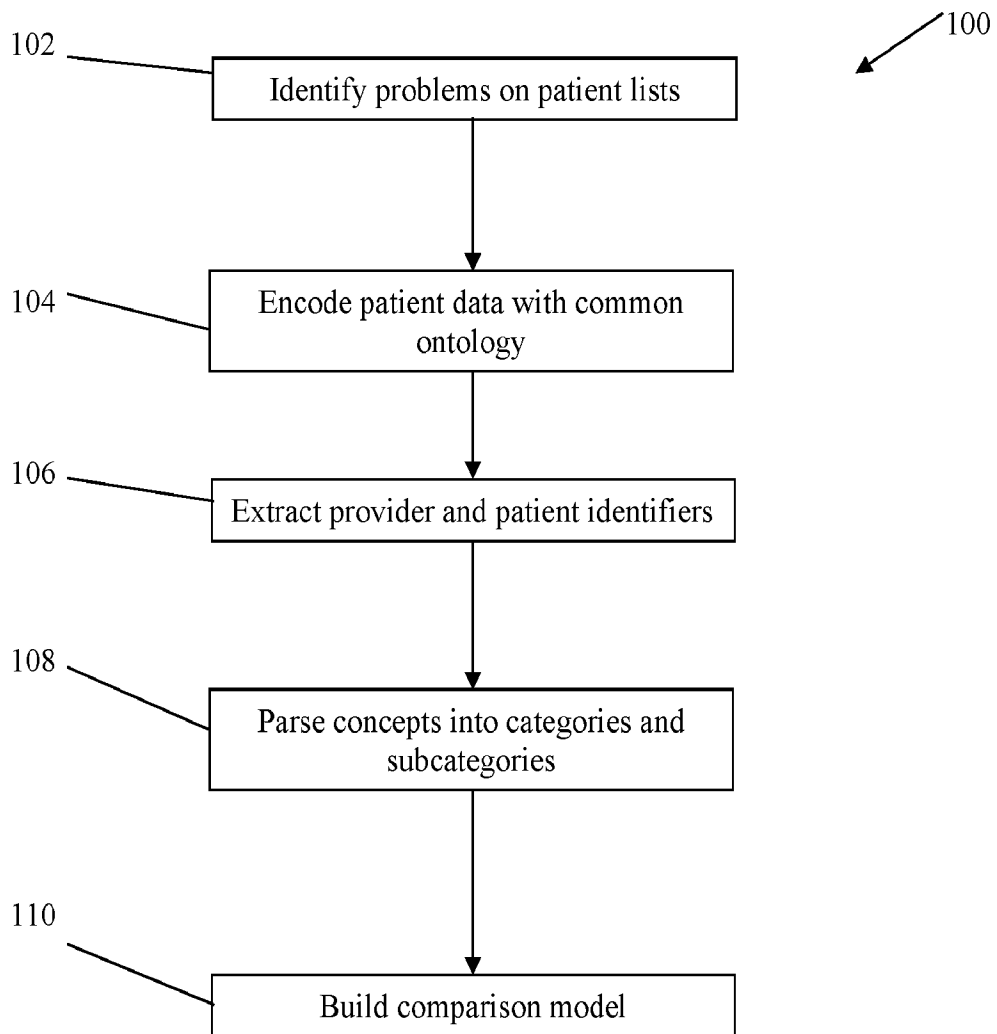 100
102
Identify problems on patient lists
104
Encode patient data with common
ontology
106
Extract provider and patient identifiers
108
Parse concepts into categories and
subcategories
110
Build comparison model